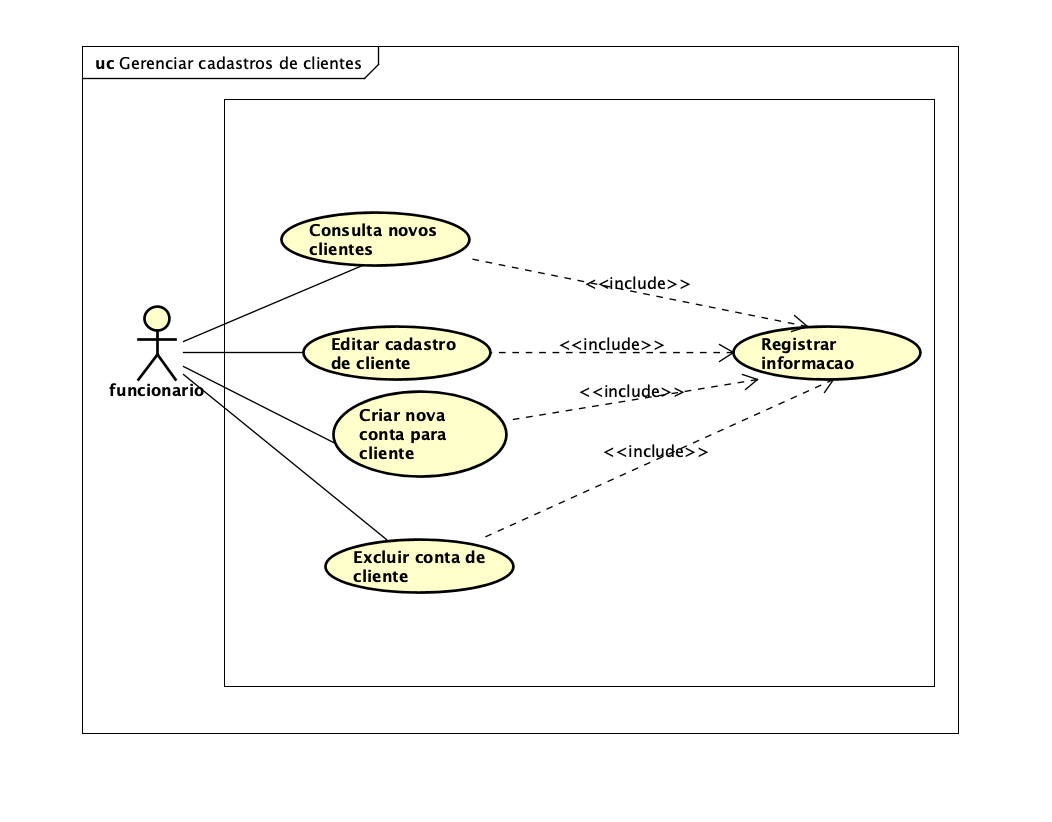 uc Gerenciar cadastros de clientes
Consulta novos
clientes
<<include>>
Editar cadastro
de cliente
<<include>>
Registrar
informacao
funcionario
<<include>>
Criar nova
conta para
cliente
<<include>>
Excluir conta de
cliente